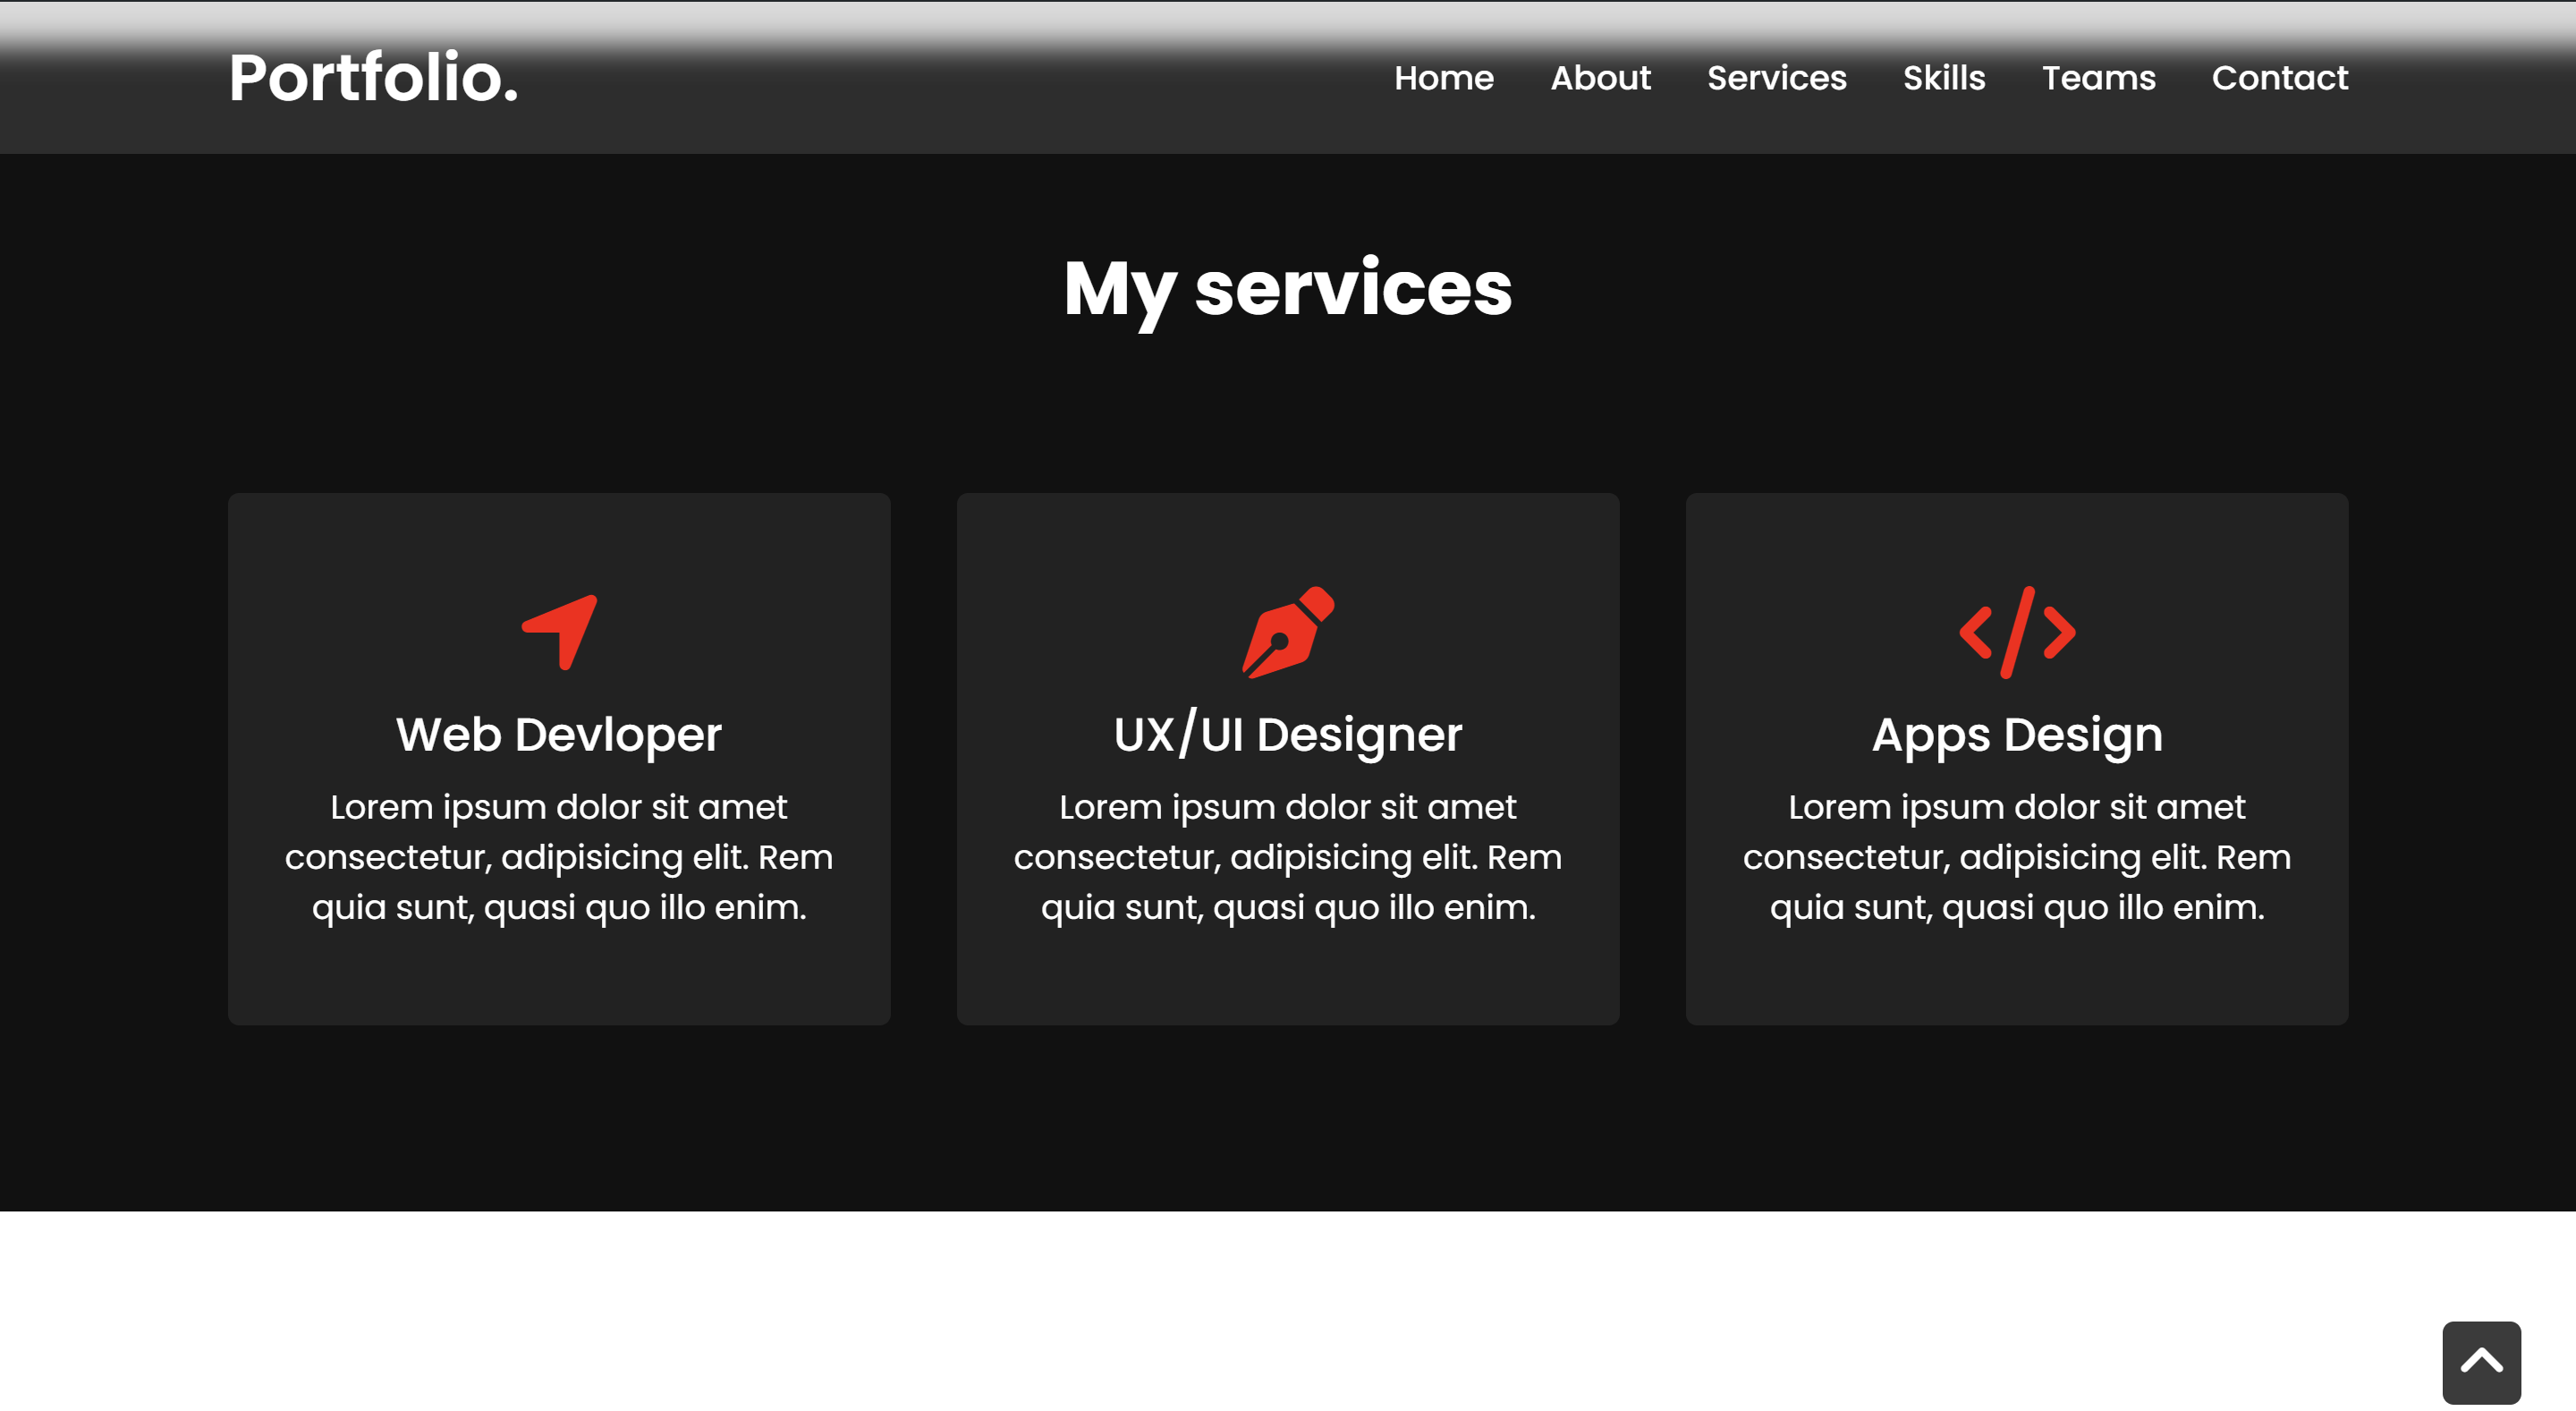 Portfolio.
Home About Services Skills Teams Contact
My services
Web Devloper
Lorem ipsum dolor sit amet
consectetur, adipisicing elit. Rem
quia sunt, quasi quo illo enim.
UX/UI Designer
Lorem ipsum dolor sit amet
consectetur, adipisicing elit. Rem
quia sunt, quasi quo illo enim.
Apps Design
Lorem ipsum dolor sit amet
consectetur, adipisicing elit. Rem
quia sunt, quasi quo illo enim.